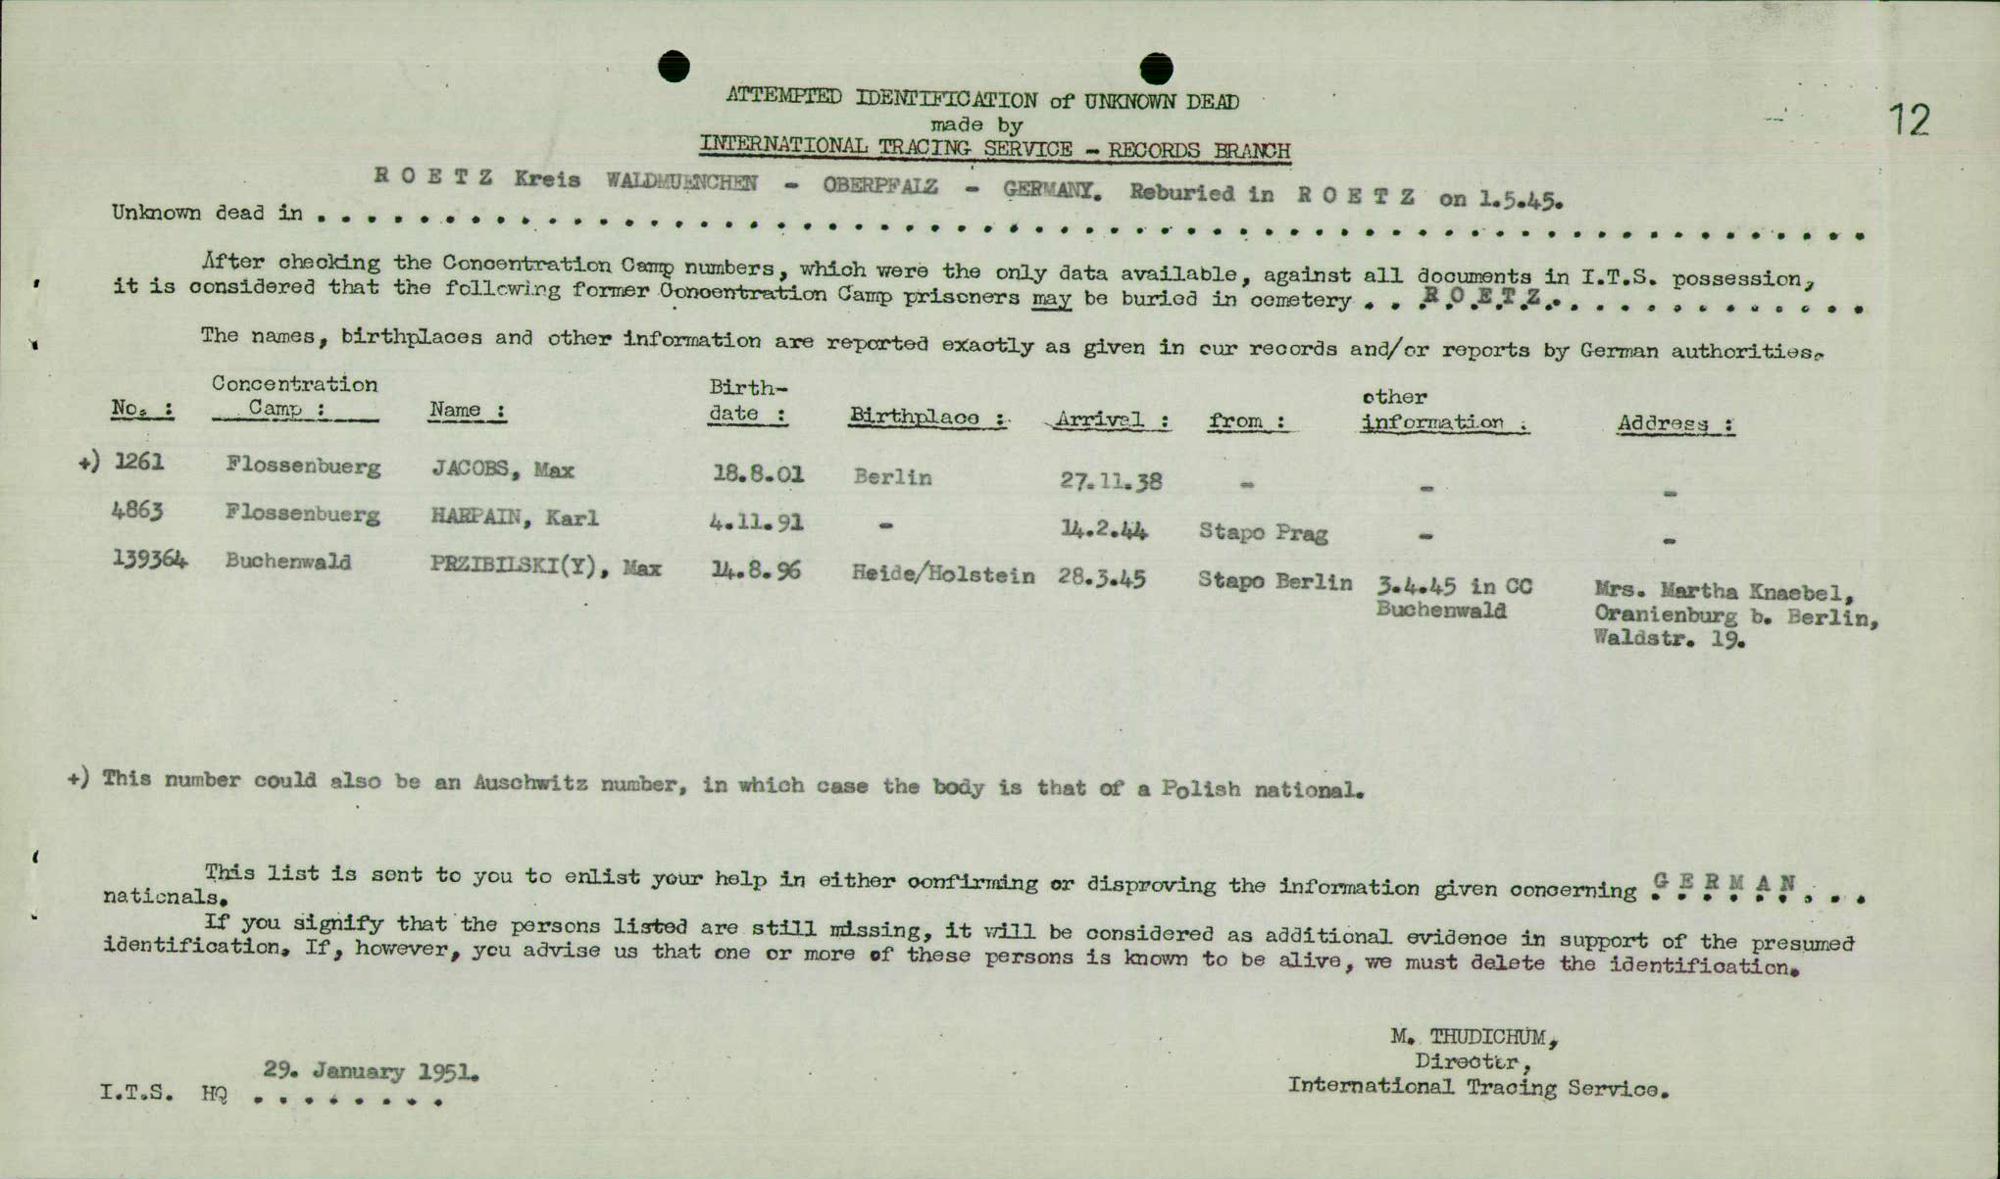 12
ATTEMPTED IDENTIFICATION of UNKNOWN DEAD
made by
INTERNATIONAL TRACING SERVICE - RECORDS BRANCH
R O E T Z Kreis WALDMUENCHEN - OBERPFALZ - GERMANY. Reburied in R O E T Z on 1.5.45.
Unknown dead in . . . . . . . . . . . . . . . . . . . . . . . . . . . . . . . . . . . . . . . . . . . . . . . . . . . . . . . . . . . . .
After checking the Concentration Camp numbers, which were the only data available, against all documents in I.T.S. possession,
it is considered that the following former Concentration Camp prisoners may be buried in cemetery . . R O E T Z . . . . . . . . . . . . .
The names, birthplaces and other information are reported exactly as given in our records and/or reports by German authorities.
No. : Concentration Camp : Name : Birth-date : Birthplace : Arrival : from : other information : Address :
+) 1261 Flossenbuerg JACOBS, Max 18.8.01 Berlin 27.11.38 - - -
4863 Flossenbuerg HARPAIN, Karl 4.11.91 - 14.2.44 Stapo Prag - -
139364 Buchenwald PRZIBILSKI(Y), Max 14.8.96 Heide/Holstein 28.3.45 Stapo Berlin 3.4.45 in CC Mrs. Martha Knaebel,
Buchenwald Oranienburg b. Berlin,
Waldstr. 19.
+) This number could also be an Auschwitz number, in which case the body is that of a Polish national.
This list is sent to you to enlist your help in either confirming or disproving the information given concerning G E R M A N . . .
nationals.
If you signify that the persons listed are still missing, it will be considered as additional evidence in support of the presumed
identification. If, however, you advise us that one or more of these persons is known to be alive, we must delete the identification.
M. THUDICHUM,
Director,
International Tracing Service.
29. January 1951.
I.T.S. HQ . . . . . . . .